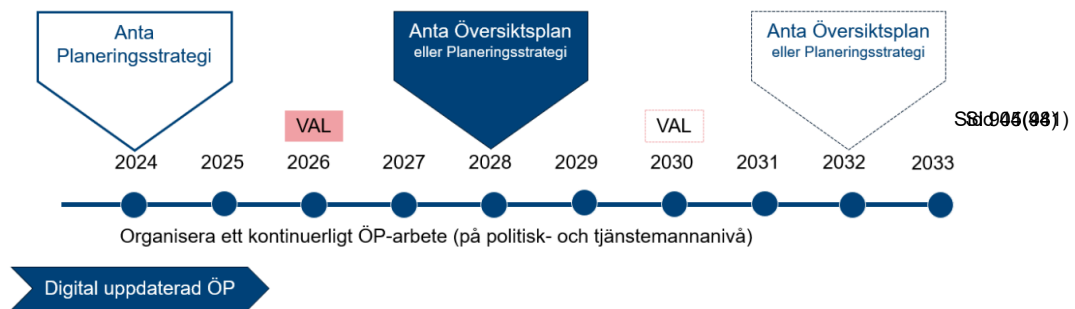 Anta
Planeringsstrategi
Anta Översiktsplan
eller Planeringsstrategi
Anta Översiktsplan
eller Planeringsstrategi
VAL
VAL
2024 2025 2026 2027 2028 2029 2030 2031 2032 2033
Organisera ett kontinuerligt ÖP-arbete (på politisk- och tjänstemannanivå)
Digital uppdaterad ÖP